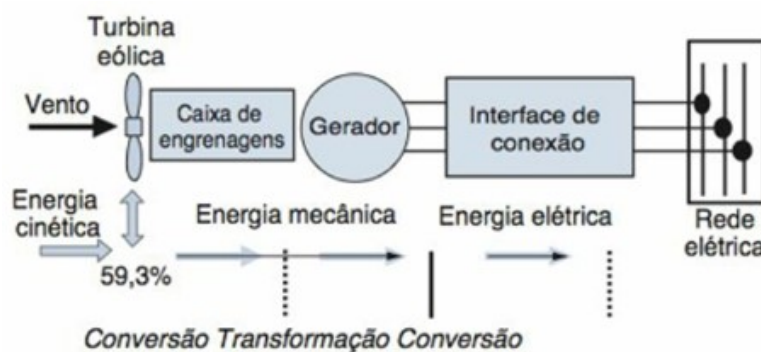 Turbina
eólica
Vento
Caixa de
engrenagens
Gerador
Interface de
conexão
Energia
cinética
Energia mecânica
Energia elétrica
Rede
elétrica
59,3%
Conversão Transformação Conversão